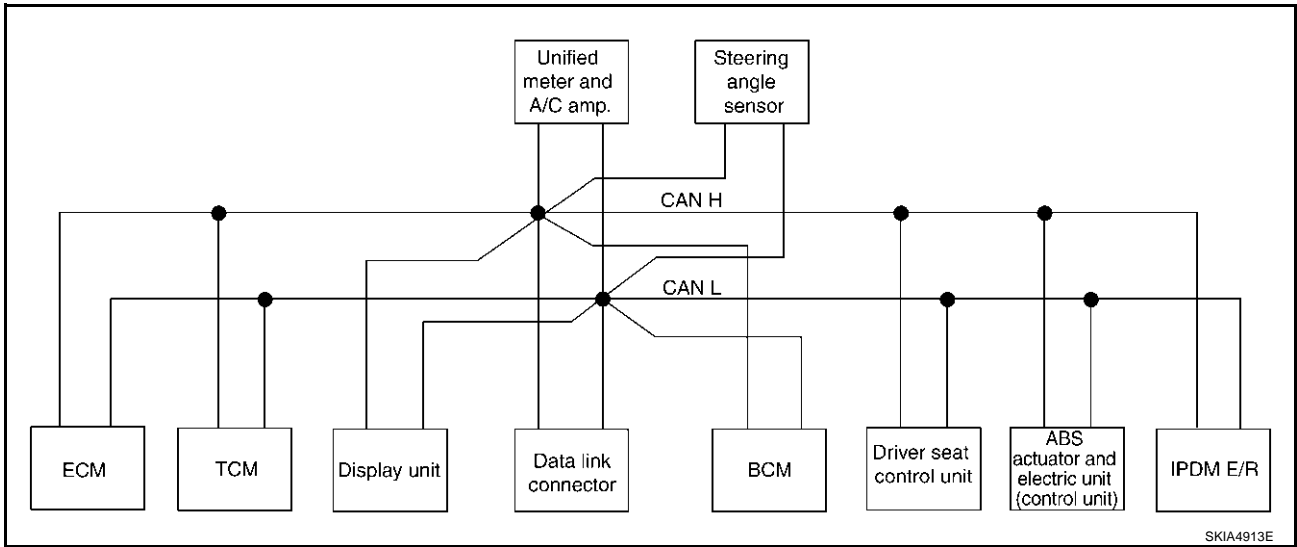 Unified
meter and
A/C amp.
Steering
angle
sensor
CAN H
CAN L
ECM
TCM
Display unit
Data link
connector
BCM
Driver seat
control unit
ABS
actuator and
electric unit
(control unit)
IPDM E/R
SKIA4913E